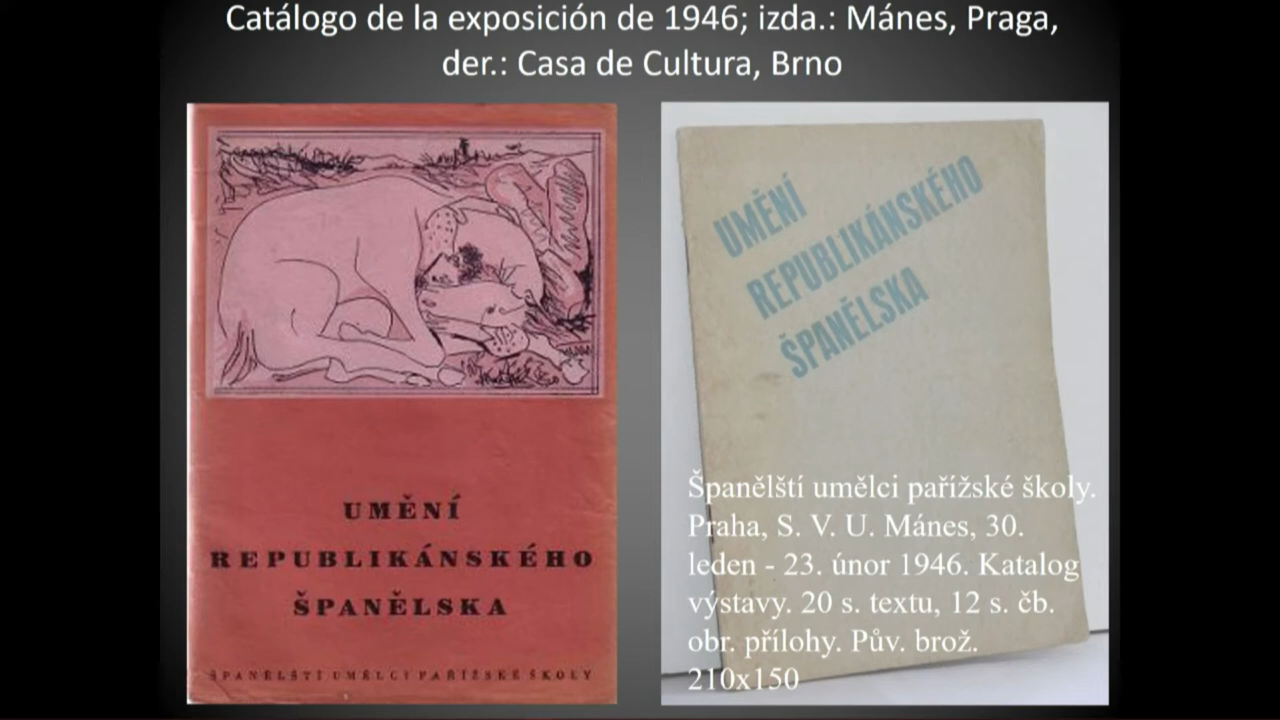 Catálogo de la exposición de 1946; izda.: Mánes, Praga,
der.: Casa de Cultura, Brno
UMĚNÍ
REPUBLIKÁNSKÉHO
ŠPANĚLSKA
ŠPANĚLŠTÍ UMĚLCI PAŘÍŽSKÉ ŠKOLY
UMĚNÍ
REPUBLIKÁNSKÉHO
ŠPANĚLSKA
Španělští umělci pařížské školy.
Praha, S. V. U. Mánes, 30.
leden - 23. únor 1946. Katalog
výstavy. 20 s. textu, 12 s. čb.
obr. přílohy. Pův. brož.
210x150